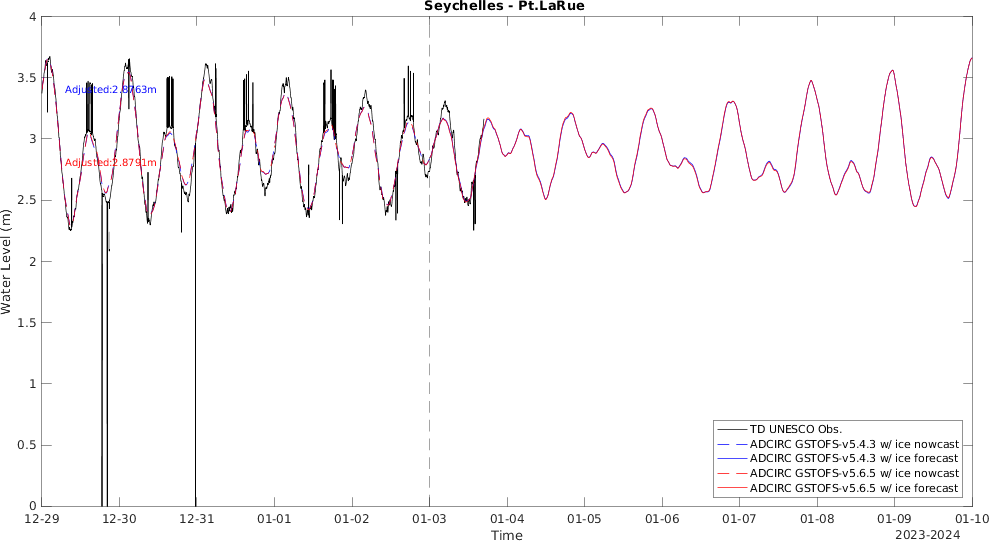 Seychelles - Pt.LaRue
4
3.5
3
2.5
2
1.5
1
0.5
0
Water Level (m)
Adjusted:2.8763m
Adjusted:2.8791m
TD UNESCO Obs.
ADCIRC GSTOFS-v5.4.3 w/ ice nowcast
ADCIRC GSTOFS-v5.4.3 w/ ice forecast
ADCIRC GSTOFS-v5.6.5 w/ ice nowcast
ADCIRC GSTOFS-v5.6.5 w/ ice forecast
12-29 12-30 12-31 01-01 01-02 01-03 01-04 01-05 01-06 01-07 01-08 01-09 01-10
Time
2023-2024